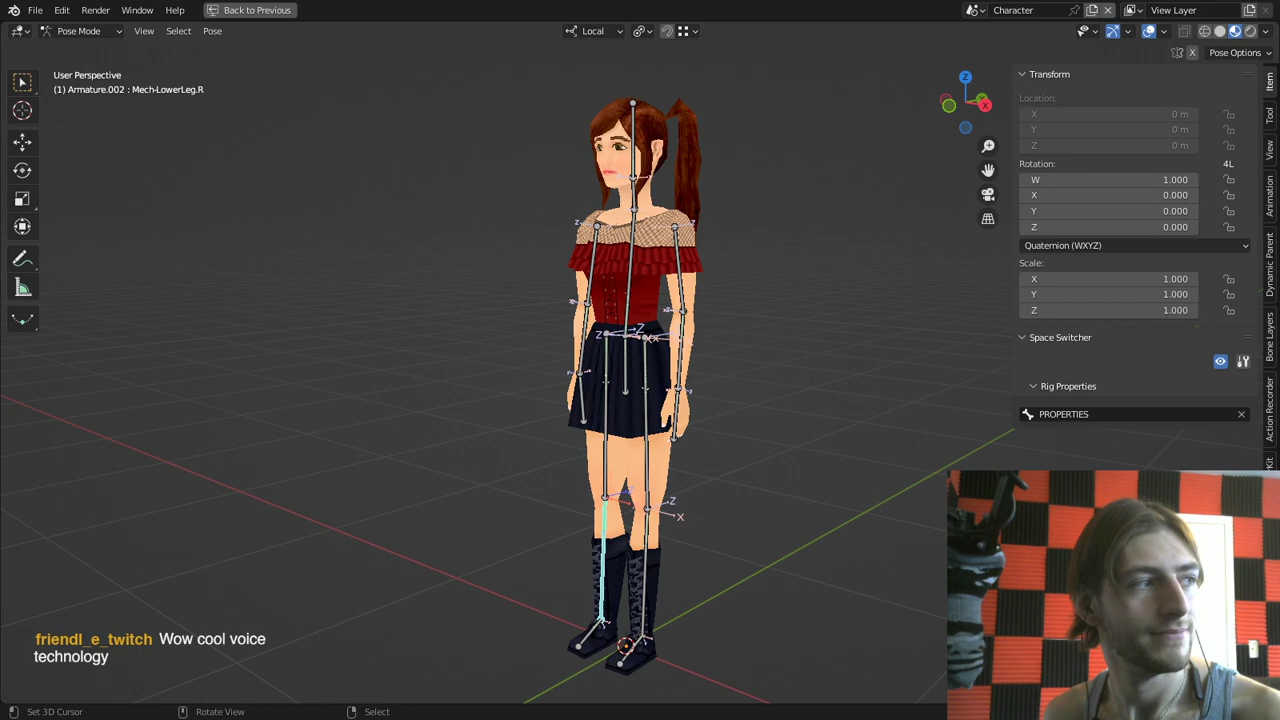 File Edit Render Window Help Back to Previous Character View Layer
Pose Mode View Select Pose Local
X Pose Options
User Perspective
(1) Armature.002 : Mech-LowerLeg.R
Transform
Location:
X 0 m
Y 0 m
Z 0 m
Rotation: 4L
W 1.000
X 0.000
Y 0.000
Z 0.000
Quaternion (WXYZ)
Scale:
X 1.000
Y 1.000
Z 1.000
Space Switcher
Rig Properties
PROPERTIES
Item
Tool
View
Animation
Dynamic Parent
Bone Layers
Action Recorder
friendl_e_twitch Wow cool voice
technology
Set 3D Cursor Rotate View Select